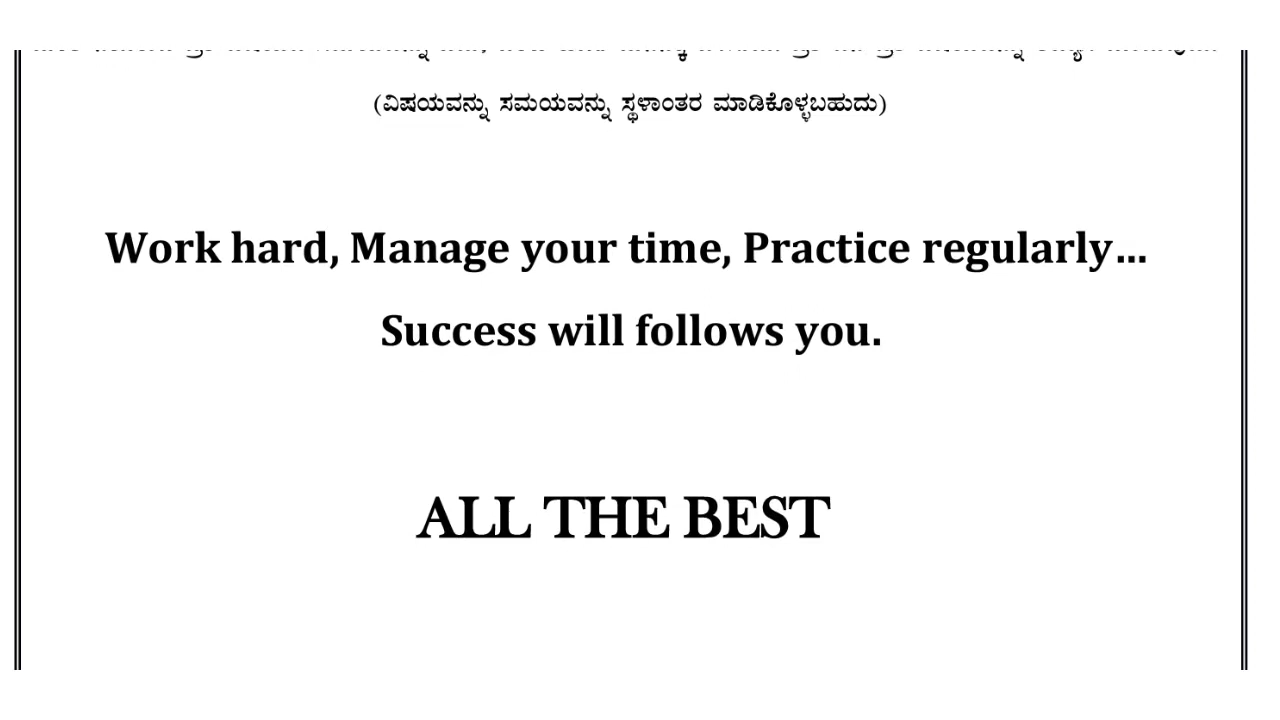 (ವಿಷಯವನ್ನು ಸಮಯವನ್ನು ಸ್ಥಳಾಂತರ ಮಾಡಿಕೊಳ್ಳಬಹುದು)
Work hard, Manage your time, Practice regularly...
Success will follows you.
ALL THE BEST